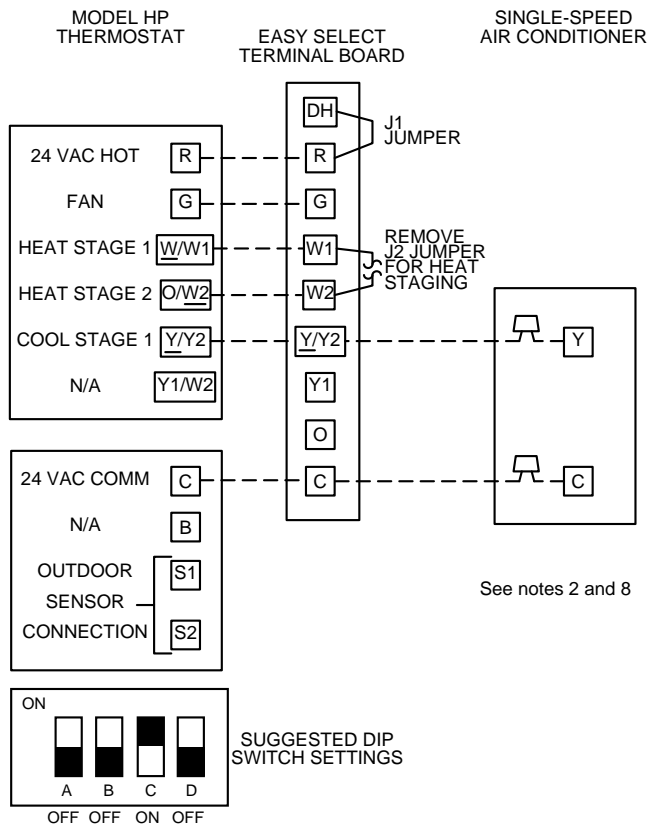 MODEL HP
THERMOSTAT
EASY SELECT
TERMINAL BOARD
SINGLE-SPEED
AIR CONDITIONER
DH
J1
JUMPER
24 VAC HOT R R
FAN G G
HEAT STAGE 1 W/W1 W1
REMOVE
J2 JUMPER
FOR HEAT
STAGING
HEAT STAGE 2 O/W2 W2
COOL STAGE 1 Y/Y2 Y/Y2 Y
N/A Y1/W2 Y1
O
24 VAC COMM C C C
N/A B
OUTDOOR S1
SENSOR
CONNECTION S2
See notes 2 and 8
ON
A B C D
OFF OFF ON OFF
SUGGESTED DIP
SWITCH SETTINGS